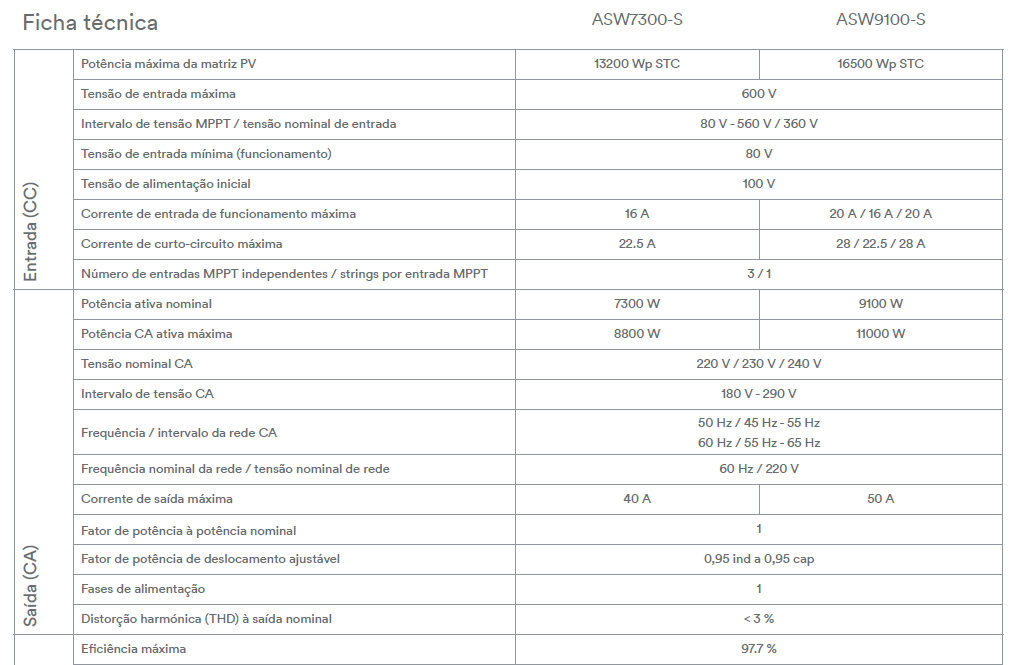 Ficha técnica ASW7300-S ASW9100-S
Entrada (CC)
Potência máxima da matriz PV 13200 Wp STC 16500 Wp STC
Tensão de entrada máxima 600 V
Intervalo de tensão MPPT / tensão nominal de entrada 80 V - 560 V / 360 V
Tensão de entrada mínima (funcionamento) 80 V
Tensão de alimentação inicial 100 V
Corrente de entrada de funcionamento máxima 16 A 20 A / 16 A / 20 A
Corrente de curto-circuito máxima 22.5 A 28 / 22.5 / 28 A
Número de entradas MPPT independentes / strings por entrada MPPT 3 / 1
Saída (CA)
Potência ativa nominal 7300 W 9100 W
Potência CA ativa máxima 8800 W 11000 W
Tensão nominal CA 220 V / 230 V / 240 V
Intervalo de tensão CA 180 V - 290 V
Frequência / intervalo da rede CA 50 Hz / 45 Hz - 55 Hz
60 Hz / 55 Hz - 65 Hz
Frequência nominal da rede / tensão nominal de rede 60 Hz / 220 V
Corrente de saída máxima 40 A 50 A
Fator de potência à potência nominal 1
Fator de potência de deslocamento ajustável 0,95 ind a 0,95 cap
Fases de alimentação 1
Distorção harmónica (THD) à saída nominal < 3 %
Eficiência máxima 97.7 %